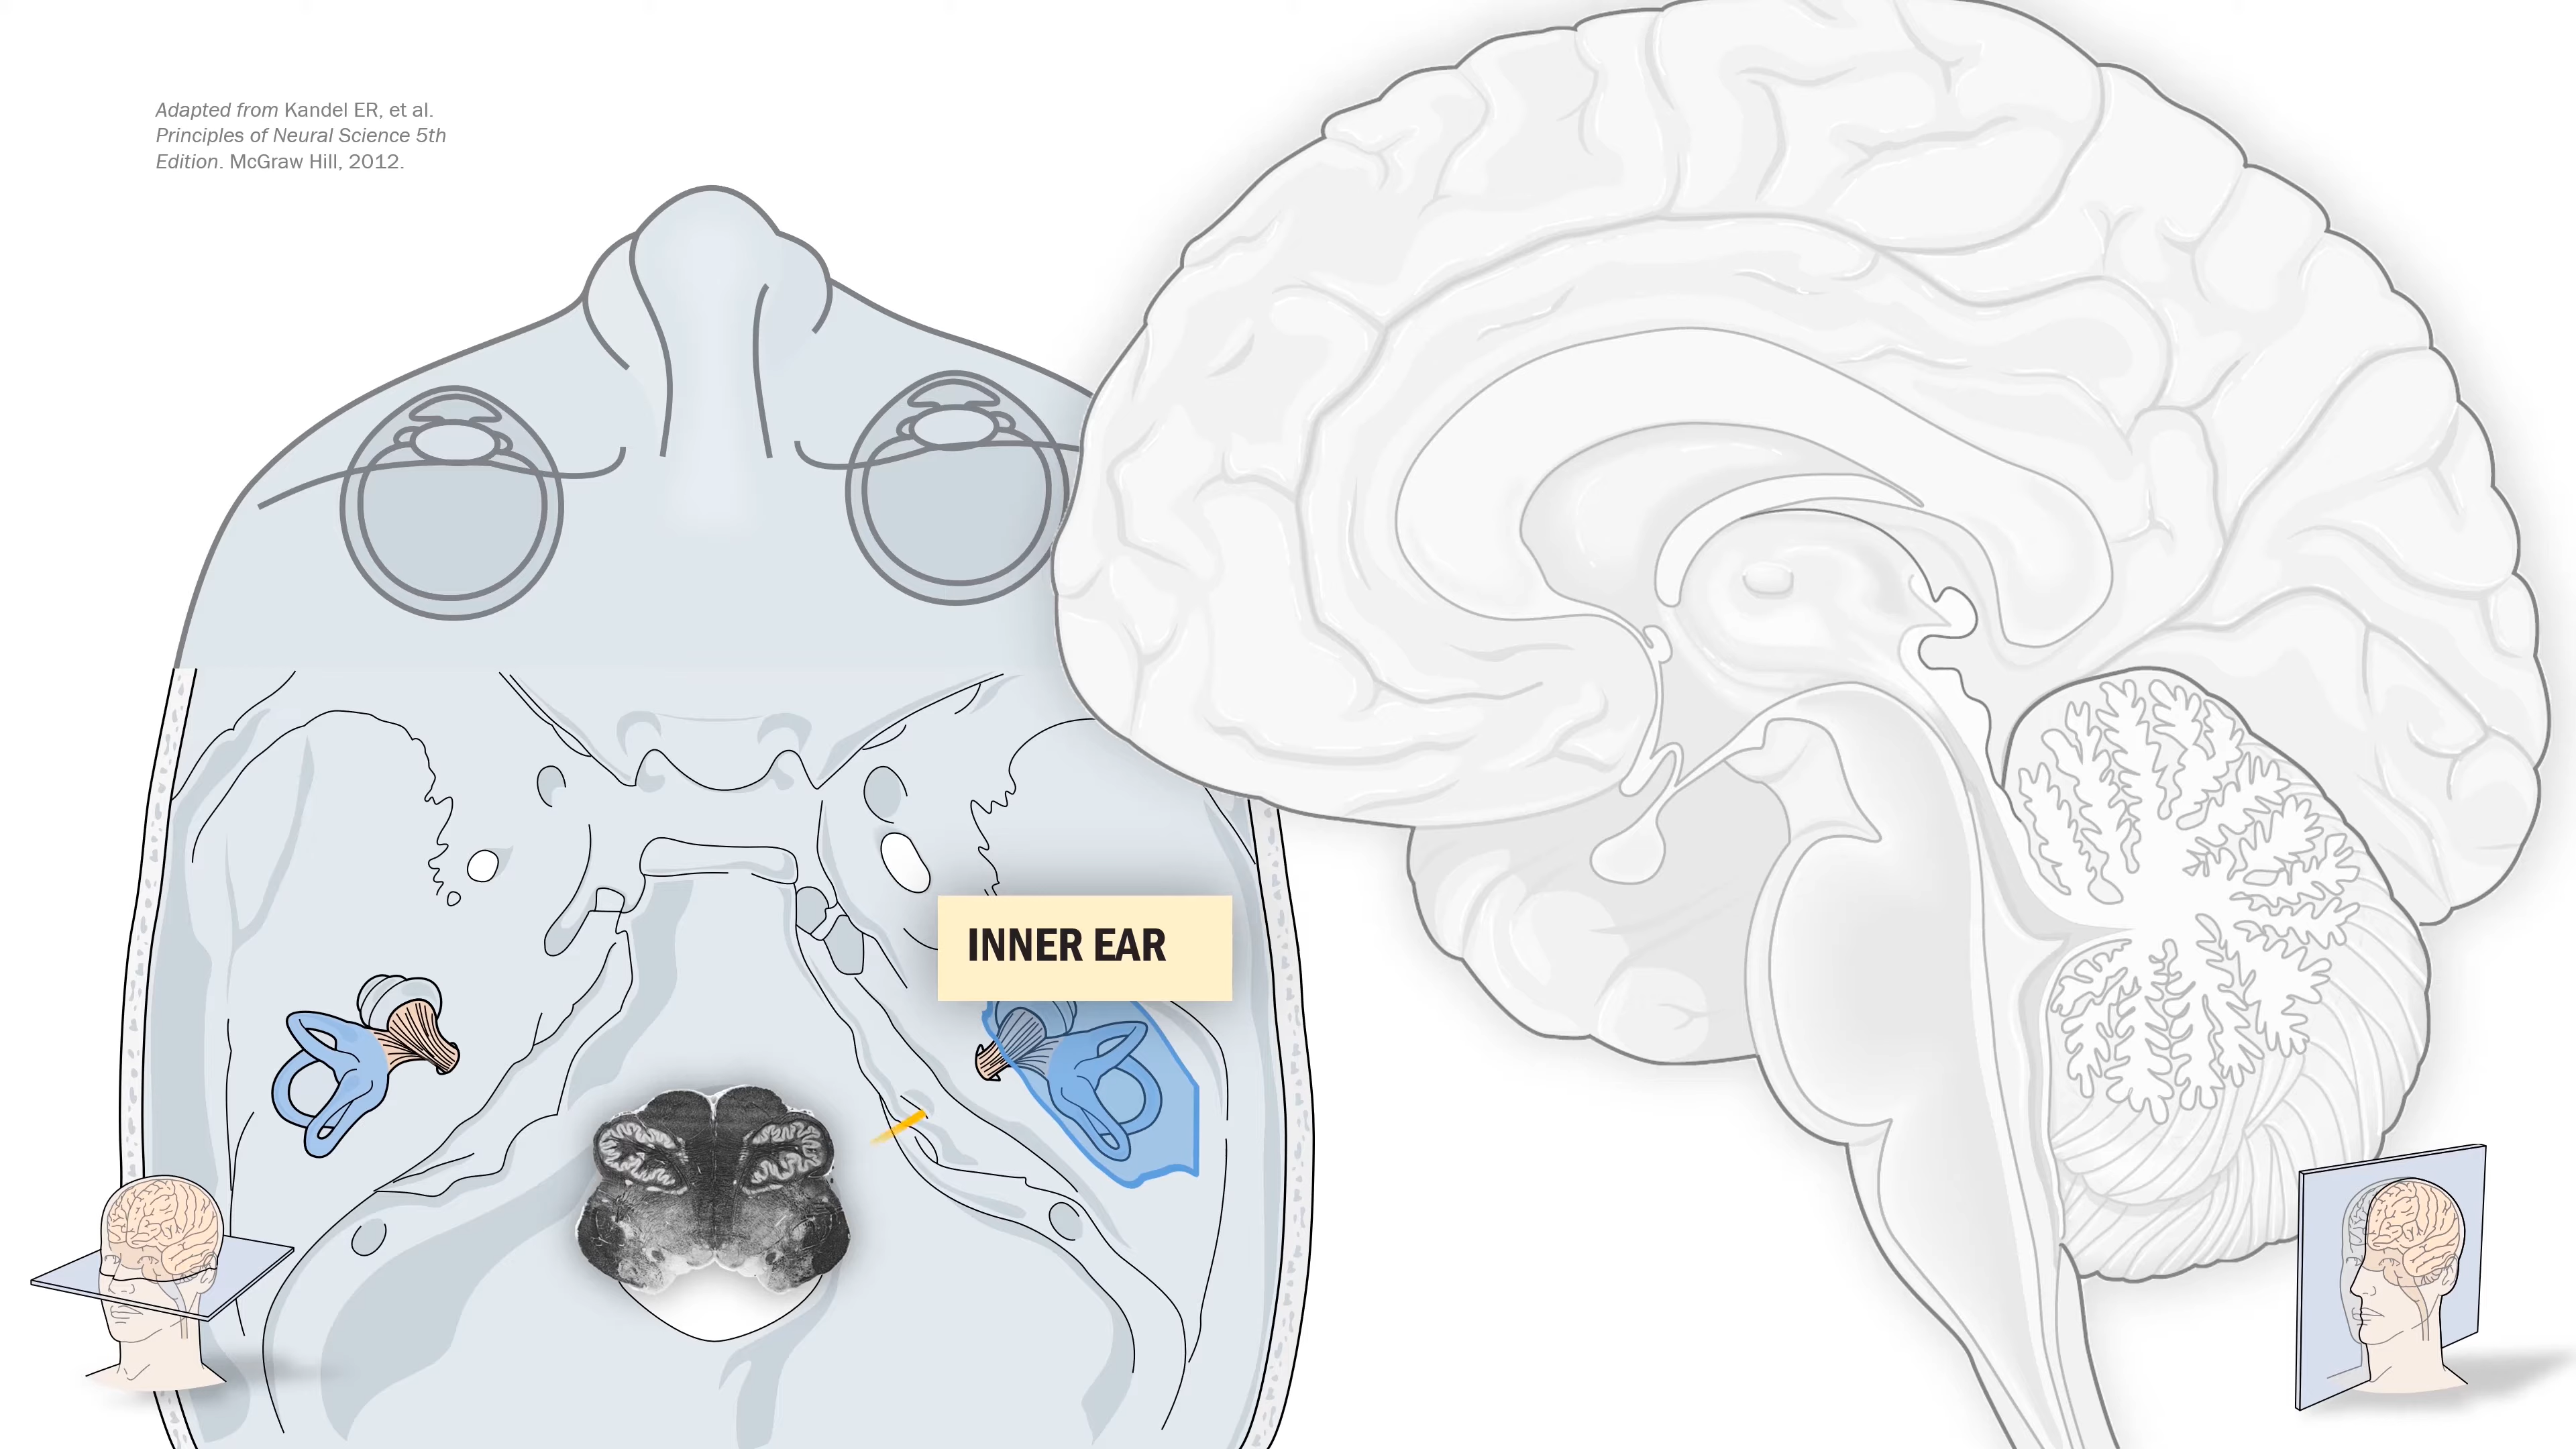 Adapted from Kandel ER, et al.
Principles of Neural Science 5th
Edition. McGraw Hill, 2012.
INNER EAR